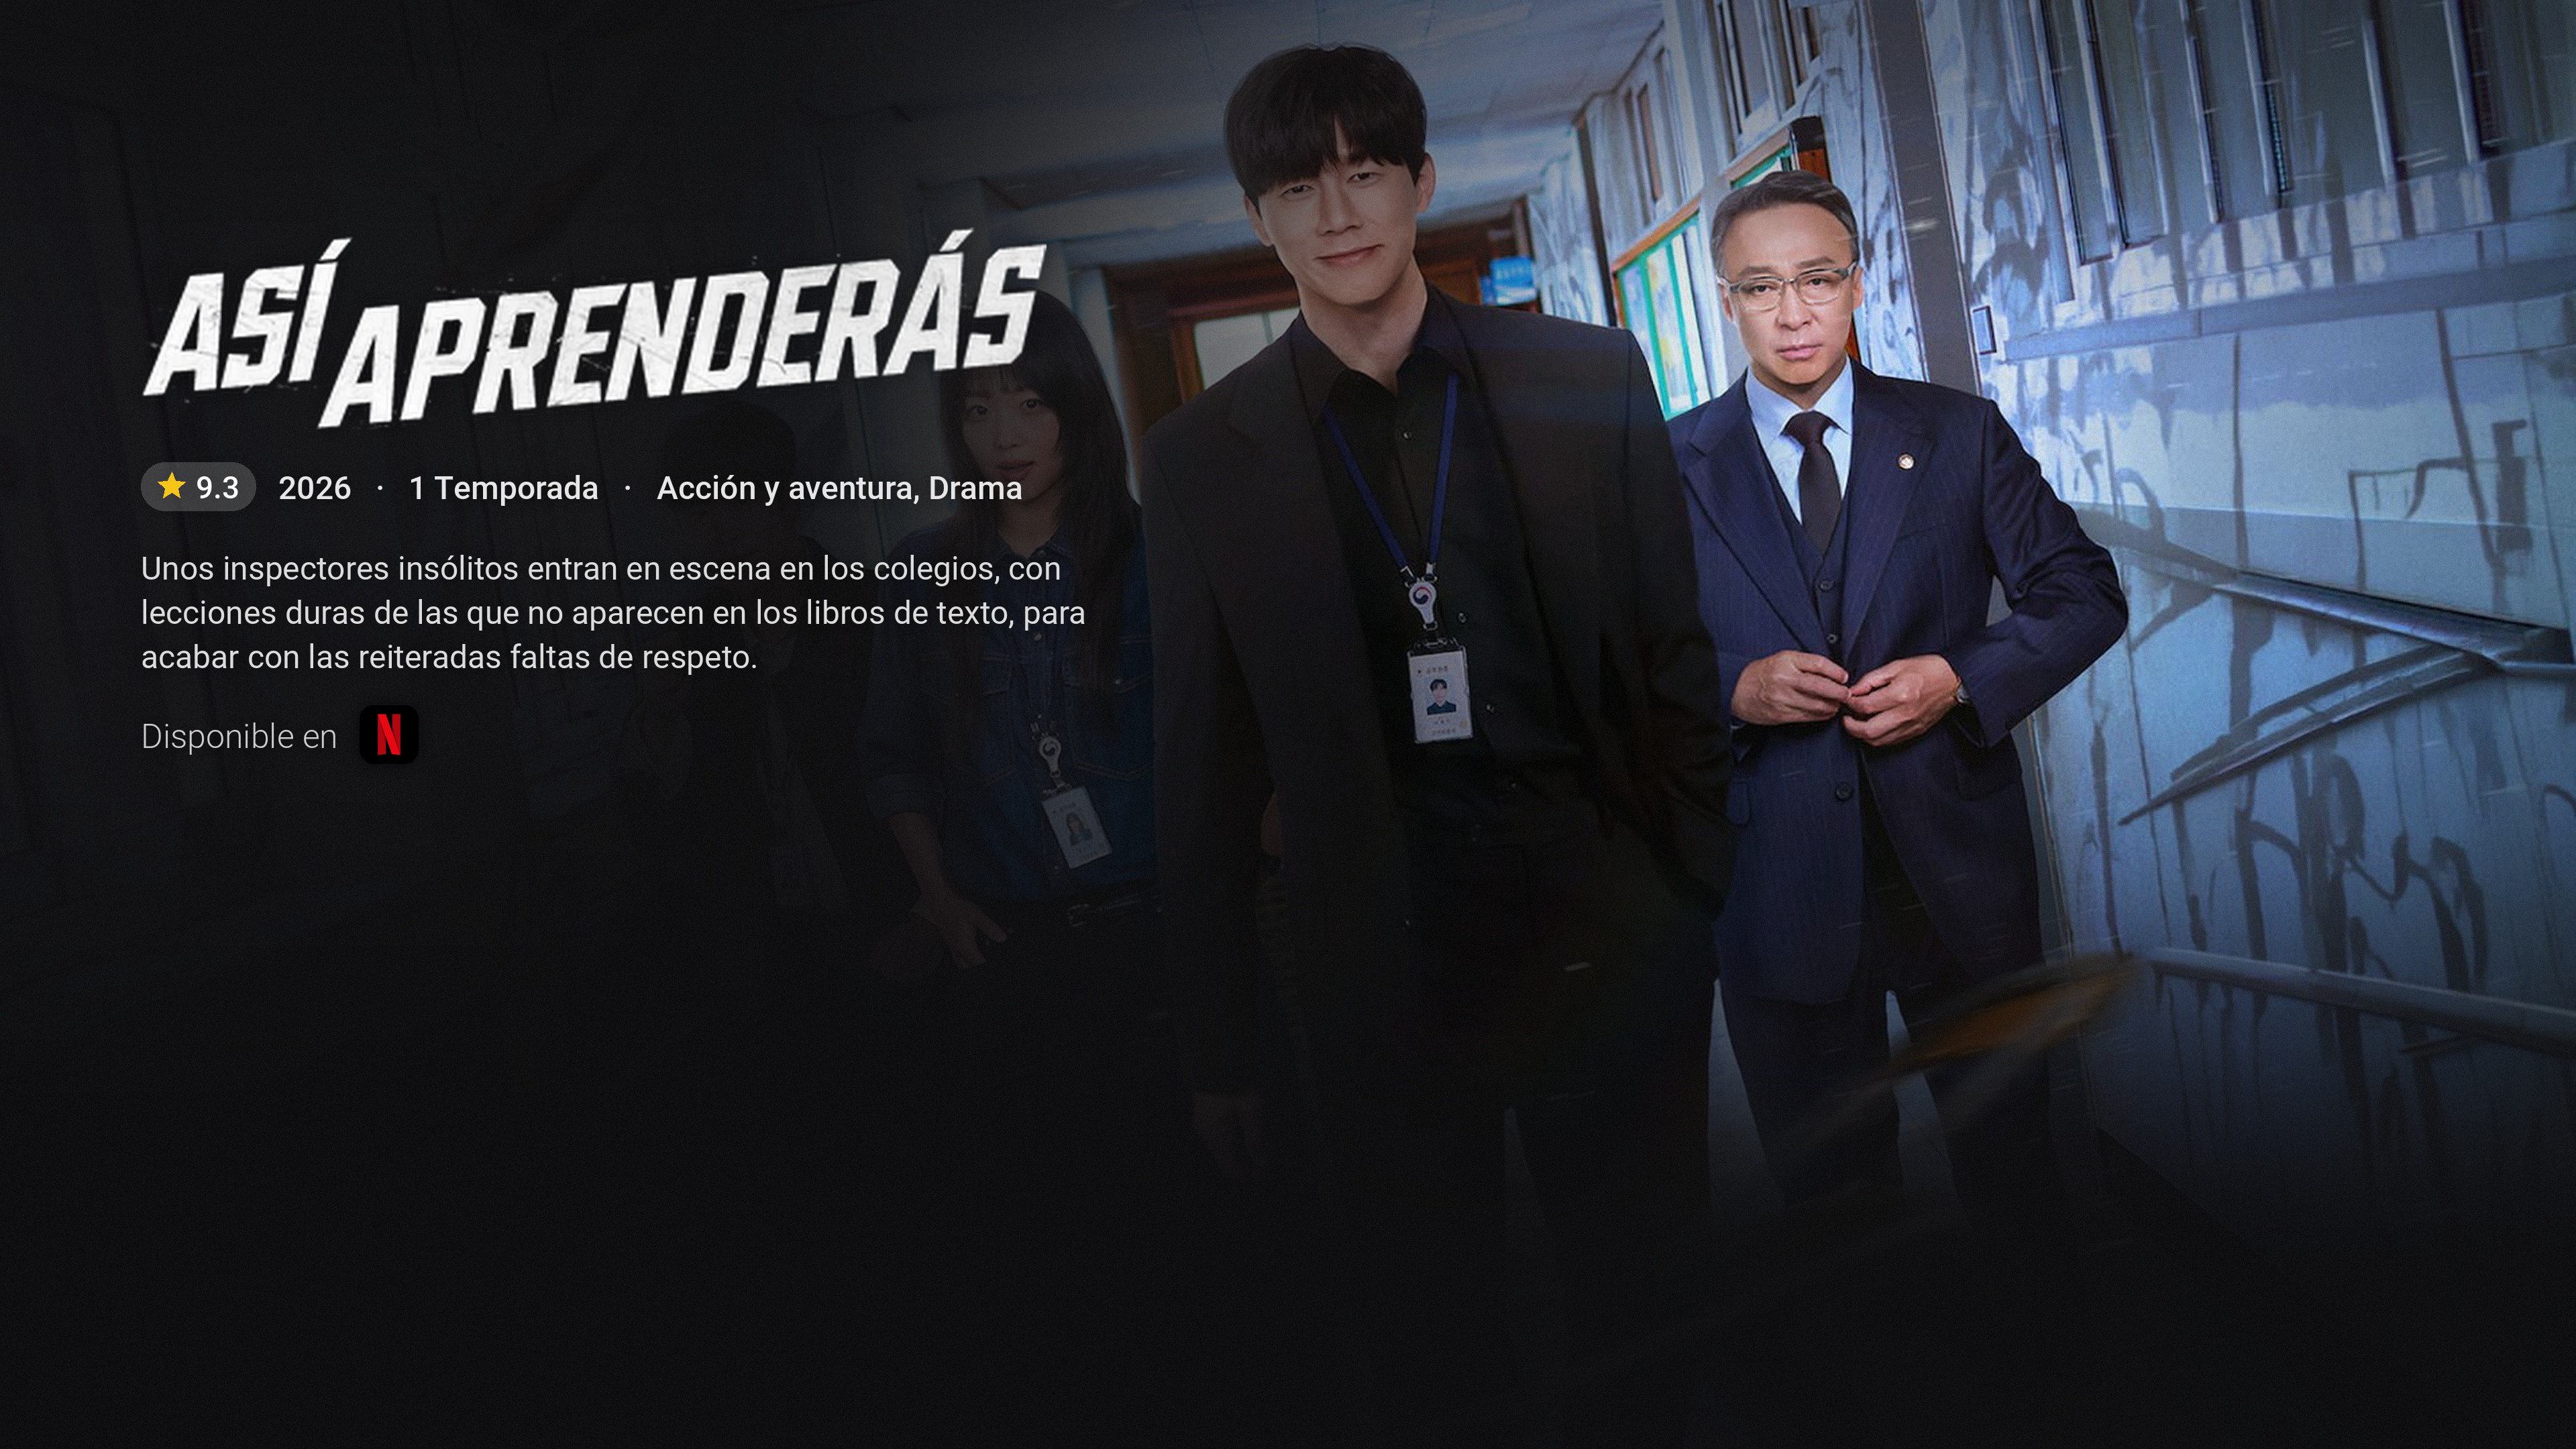 ASÍ APRENDERÁS
9.3 2026 · 1 Temporada · Acción y aventura, Drama
Unos inspectores insólitos entran en escena en los colegios, con
lecciones duras de las que no aparecen en los libros de texto, para
acabar con las reiteradas faltas de respeto.
Disponible en N